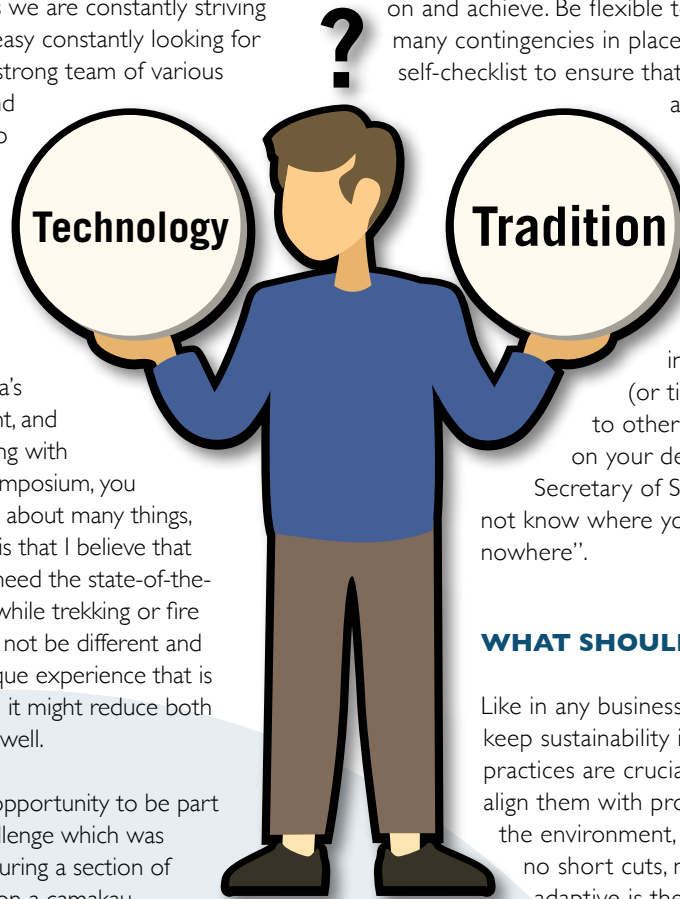 ?
Technology
Tradition
s we are constantly striving
easy constantly looking for
strong team of various
a's
nt, and
ng with
mposium, you
about many things,
is that I believe that
need the state-of-the-
while trekking or fire
not be different and
que experience that is
it might reduce both
well.
opportunity to be part
llenge which was
uring a section of
on a camakau
on and achieve. Be flexible t
many contingencies in place
self-checklist to ensure that
a
in
(or ti
to other
on your de
Secretary of S
not know where yo
nowhere”.
WHAT SHOUL
Like in any business
keep sustainability i
practices are crucia
align them with pro
the environment,
no short cuts, r
adaptive is the